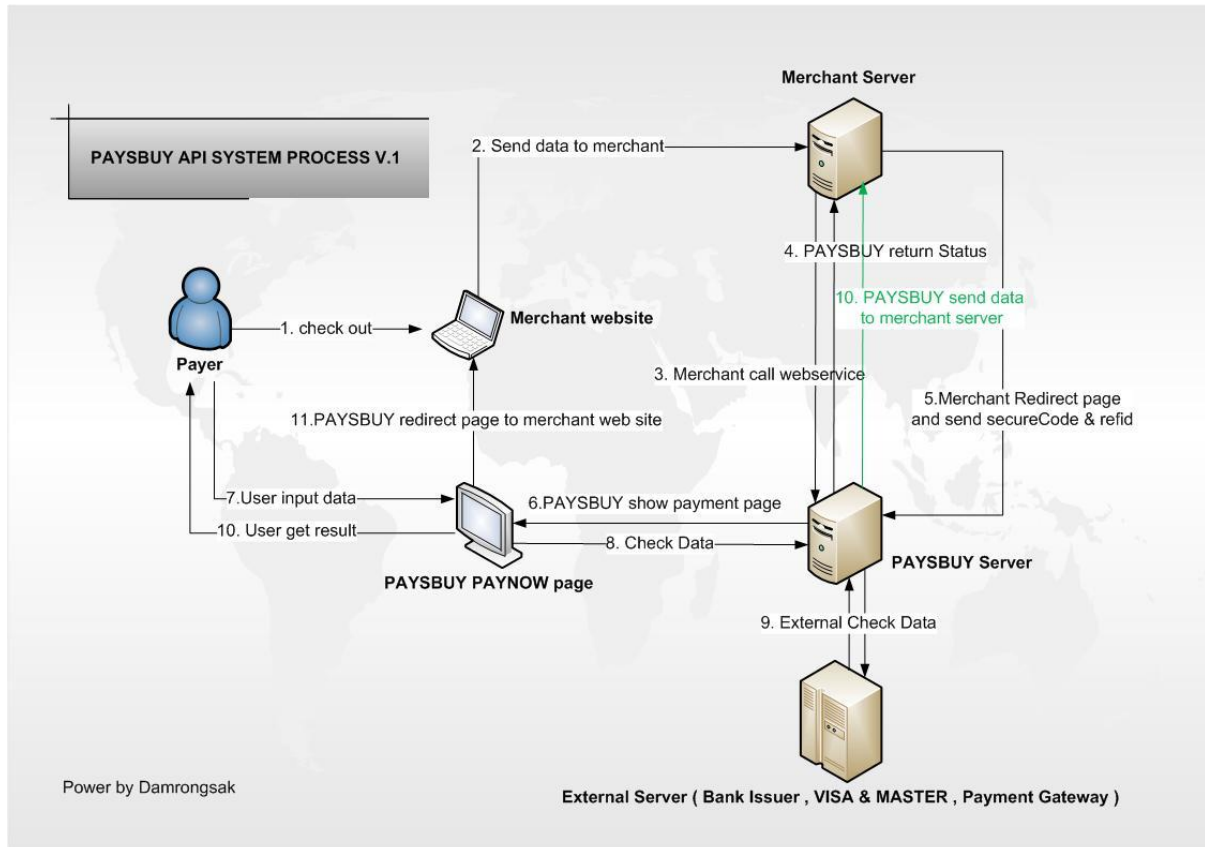 Merchant Server
PAYSBUY API SYSTEM PROCESS V.1
2. Send data to merchant
4. PAYSBUY return Status
10. PAYSBUY send data
to merchant server
1. check out
Merchant website
Payer
3. Merchant call webservice
5.Merchant Redirect page
and send secureCode & refid
11.PAYSBUY redirect page to merchant web site
7.User input data
6.PAYSBUY show payment page
10. User get result
8. Check Data
PAYSBUY PAYNOW page
PAYSBUY Server
9. External Check Data
Power by Damrongsak
External Server ( Bank Issuer , VISA & MASTER , Payment Gateway )